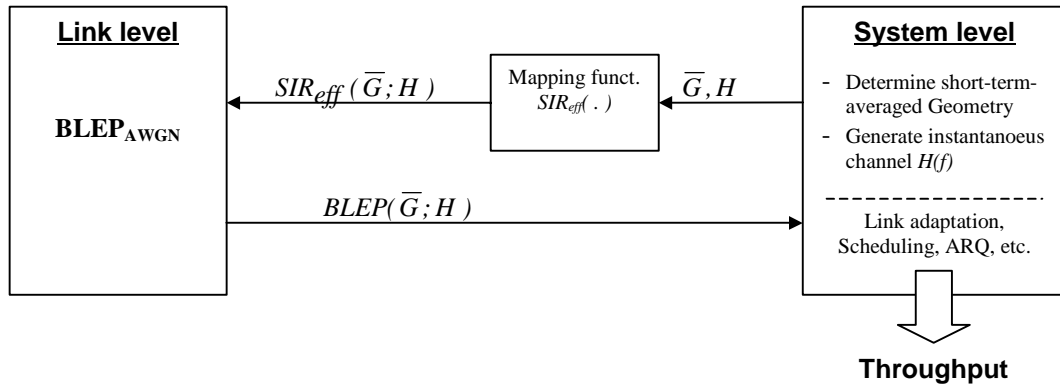 Link level
BLEP_AWGN
SIR_eff ( G̅ ; H )
Mapping funct.
SIR_eff( . )
G̅, H
BLEP( G̅ ; H )
System level
- Determine short-term-
averaged Geometry
- Generate instantanoeus
channel H(f)
Link adaptation,
Scheduling, ARQ, etc.
Throughput